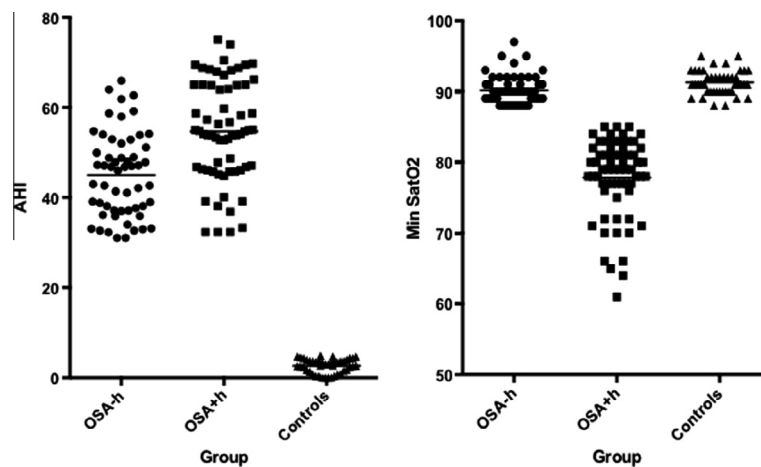 80
60
40
20
0
AHI
OSA-h
OSA+h
Controls
Group
100
90
80
70
60
50
Min SatO2
OSA-h
OSA+h
Controls
Group